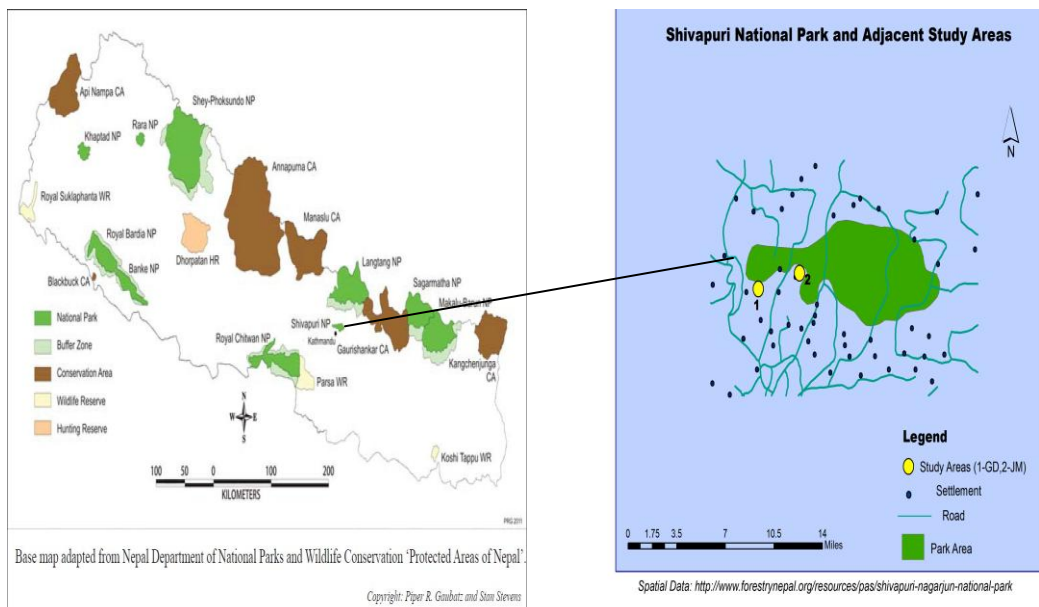 Api Nampa CA
Shey-Phoksundo NP
Rara NP
Khaptad NP
Annapurna CA
Royal Suklaphanta WR
Manaslu CA
Royal Bardia NP
Dhorpatan HR
Langtang NP
Banke NP
Sagarmatha NP
Blackbuck CA
Makalu-Barun NP
National Park
Shivapuri NP
Buffer Zone
Kathmandu
Royal Chitwan NP
Gaurishankar CA
Conservation Area
Kangchenjunga
CA
Parsa WR
Wildlife Reserve
N
W E
S
Hunting Reserve
Koshi Tappu WR
100 50 0 100 200
KILOMETERS
PRG 2011
Base map adapted from Nepal Department of National Parks and Wildlife Conservation ‘Protected Areas of Nepal’.
Copyright: Piper R. Gaubatz and Stan Stevens
Shivapuri National Park and Adjacent Study Areas
N
2
1
Legend
Study Areas (1-GD,2-JM)
Settlement
Road
Park Area
0 1.75 3.5 7 10.5 14
Miles
Spatial Data: http://www.forestrynepal.org/resources/pas/shivapuri-nagarjun-national-park